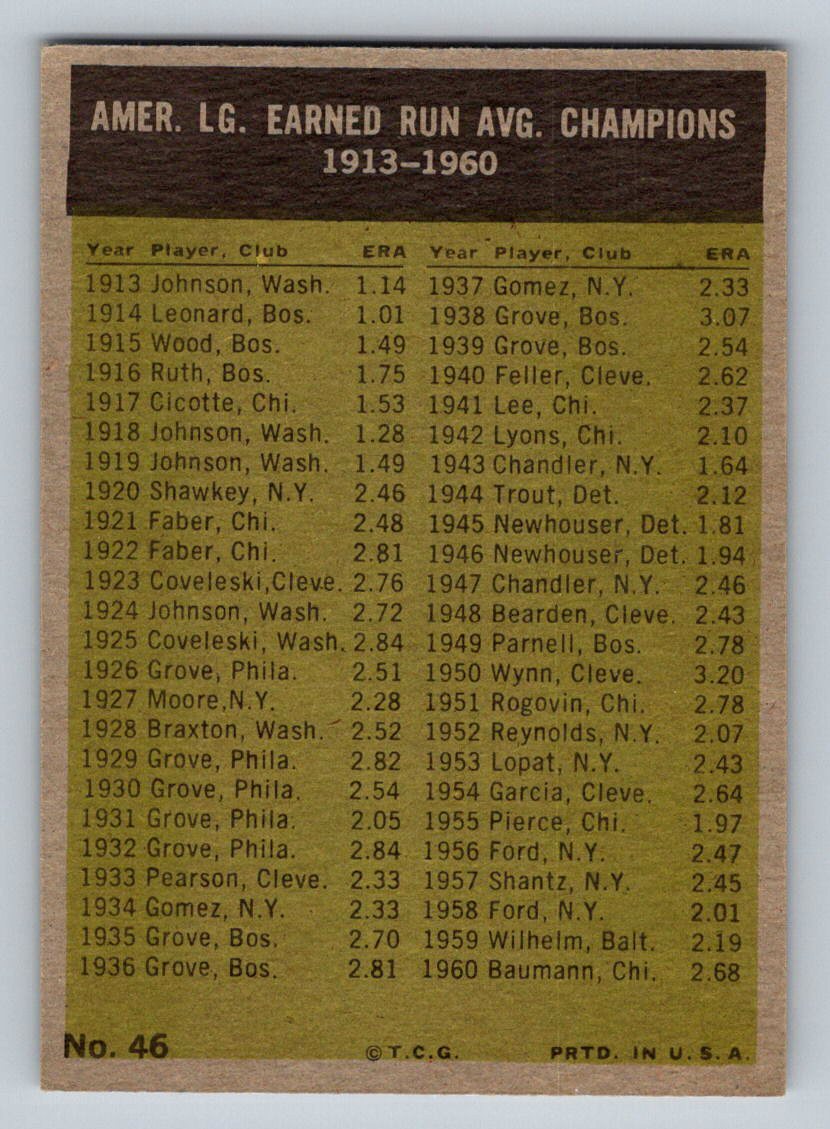 AMER. LG. EARNED RUN AVG. CHAMPIONS
1913–1960
Year Player, Club ERA
1913 Johnson, Wash. 1.14
1914 Leonard, Bos. 1.01
1915 Wood, Bos. 1.49
1916 Ruth, Bos. 1.75
1917 Cicotte, Chi. 1.53
1918 Johnson, Wash. 1.28
1919 Johnson, Wash. 1.49
1920 Shawkey, N.Y. 2.46
1921 Faber, Chi. 2.48
1922 Faber, Chi. 2.81
1923 Coveleski,Cleve. 2.76
1924 Johnson, Wash. 2.72
1925 Coveleski, Wash. 2.84
1926 Grove, Phila. 2.51
1927 Moore,N.Y. 2.28
1928 Braxton, Wash. 2.52
1929 Grove, Phila. 2.82
1930 Grove, Phila. 2.54
1931 Grove, Phila. 2.05
1932 Grove, Phila. 2.84
1933 Pearson, Cleve. 2.33
1934 Gomez, N.Y. 2.33
1935 Grove, Bos. 2.70
1936 Grove, Bos. 2.81
Year Player, Club ERA
1937 Gomez, N.Y. 2.33
1938 Grove, Bos. 3.07
1939 Grove, Bos. 2.54
1940 Feller, Cleve. 2.62
1941 Lee, Chi. 2.37
1942 Lyons, Chi. 2.10
1943 Chandler, N.Y. 1.64
1944 Trout, Det. 2.12
1945 Newhouser, Det. 1.81
1946 Newhouser, Det. 1.94
1947 Chandler, N.Y. 2.46
1948 Bearden, Cleve. 2.43
1949 Parnell, Bos. 2.78
1950 Wynn, Cleve. 3.20
1951 Rogovin, Chi. 2.78
1952 Reynolds, N.Y. 2.07
1953 Lopat, N.Y. 2.43
1954 Garcia, Cleve. 2.64
1955 Pierce, Chi. 1.97
1956 Ford, N.Y. 2.47
1957 Shantz, N.Y. 2.45
1958 Ford, N.Y. 2.01
1959 Wilhelm, Balt. 2.19
1960 Baumann, Chi. 2.68
No. 46 ©T.C.G. PRTD. IN U.S.A.